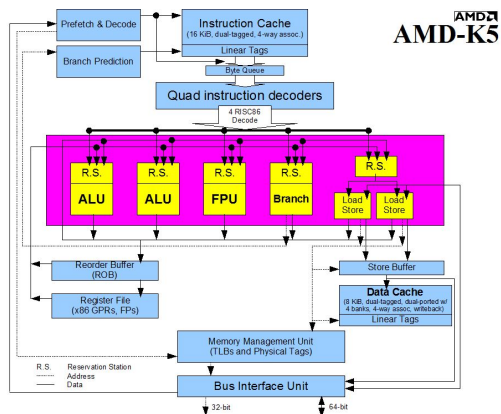 AMD
AMD-K5
Prefetch & Decode
Instruction Cache
(16 KiB, dual-tagged, 4-way assoc.)
Linear Tags
Branch Prediction
Byte Queue
Quad instruction decoders
4 RISC86
Decode
R.S.
ALU
R.S.
ALU
R.S.
FPU
R.S.
Branch
R.S.
Load
Store
Load
Store
Reorder Buffer
(ROB)
Register File
(x86 GPRs, FPs)
Store Buffer
Data Cache
(8 KiB, dual-tagged, dual-ported w/
4 banks, 4-way assoc, writeback)
Linear Tags
Memory Management Unit
(TLBs and Physical Tags)
Bus Interface Unit
R.S. Reservation Station
Address
Data
32-bit
64-bit